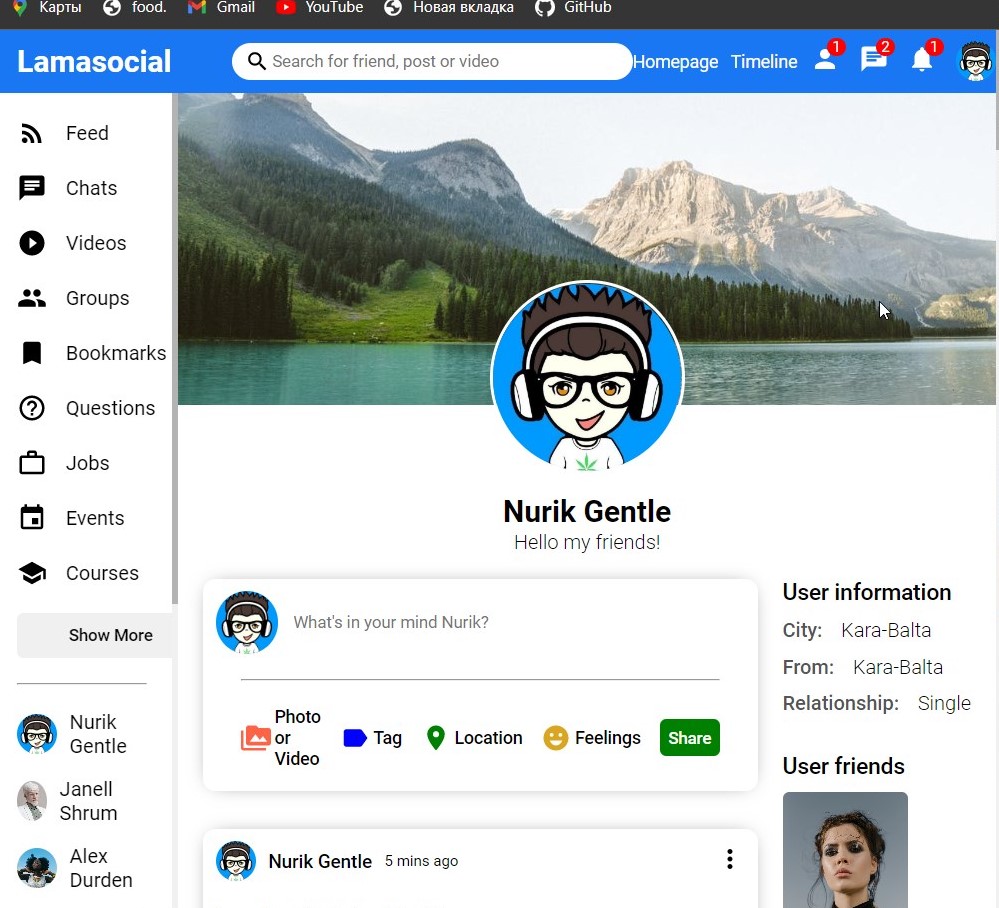 Карты food. Gmail YouTube Новая вкладка GitHub
Lamasocial Search for friend, post or video Homepage Timeline 1 2 1
Feed
Chats
Videos
Groups
Bookmarks
Questions
Jobs
Events
Courses
Show More
Nurik
Gentle
Janell
Shrum
Alex
Durden
Nurik Gentle
Hello my friends!
What's in your mind Nurik?
Photo
or
Video
Tag
Location
Feelings
Share
Nurik Gentle 5 mins ago
User information
City: Kara-Balta
From: Kara-Balta
Relationship: Single
User friends